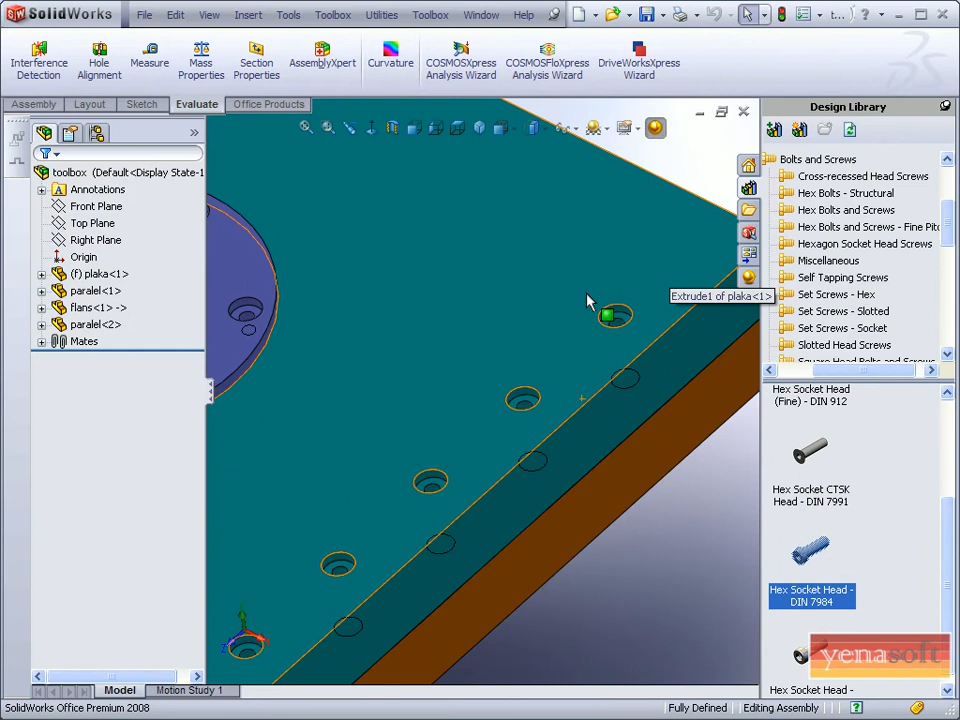 SolidWorks
File Edit View Insert Tools Toolbox Utilities Toolbox Window Help
t... ?
Interference Detection
Hole Alignment
Measure
Mass Properties
Section Properties
AssemblyXpert
Curvature
COSMOSXpress Analysis Wizard
COSMOSFloXpress Analysis Wizard
DriveWorksXpress Wizard
Assembly Layout Sketch Evaluate Office Products
Design Library
toolbox (Default<Display State-1
Annotations
Front Plane
Top Plane
Right Plane
Origin
(f) plaka<1>
paralel<1>
flans<1> ->
paralel<2>
Mates
Extrude1 of plaka<1>
Bolts and Screws
Cross-recessed Head Screws
Hex Bolts - Structural
Hex Bolts and Screws
Hex Bolts and Screws - Fine Pitc
Hexagon Socket Head Screws
Miscellaneous
Self Tapping Screws
Set Screws - Hex
Set Screws - Slotted
Set Screws - Socket
Slotted Head Screws
Square Head Bolts and Screws
Hex Socket Head
(Fine) - DIN 912
Hex Socket CTSK
Head - DIN 7991
Hex Socket Head -
DIN 7984
yenasoft
Hex Socket Head -
Model Motion Study 1
SolidWorks Office Premium 2008
Fully Defined Editing Assembly